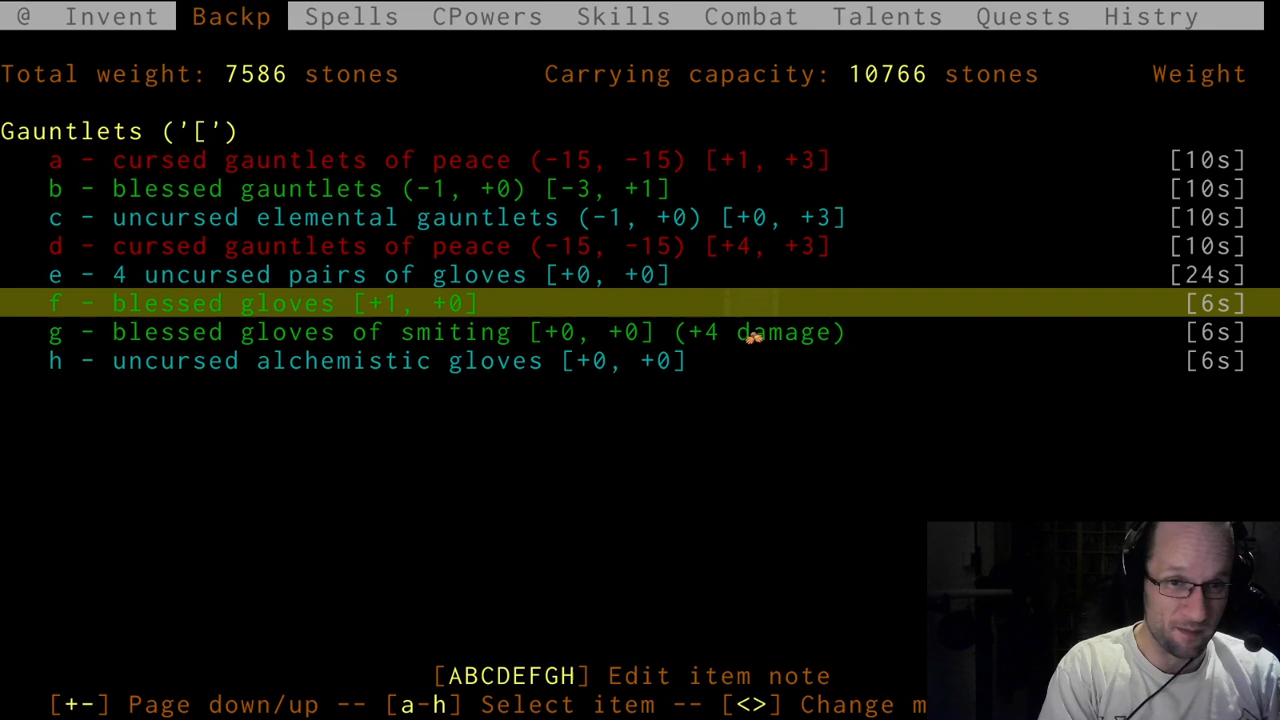 @ Invent Backp Spells CPowers Skills Combat Talents Quests Histry
Total weight: 7586 stones Carrying capacity: 10766 stones Weight
Gauntlets ('[')
a - cursed gauntlets of peace (-15, -15) [+1, +3] [10s]
b - blessed gauntlets (-1, +0) [-3, +1] [10s]
c - uncursed elemental gauntlets (-1, +0) [+0, +3] [10s]
d - cursed gauntlets of peace (-15, -15) [+4, +3] [10s]
e - 4 uncursed pairs of gloves [+0, +0] [24s]
f - blessed gloves [+1, +0] [6s]
g - blessed gloves of smiting [+0, +0] (+4 damage) [6s]
h - uncursed alchemistic gloves [+0, +0] [6s]
[ABCDEFGH] Edit item note
[+-] Page down/up -- [a-h] Select item -- [<>] Change m